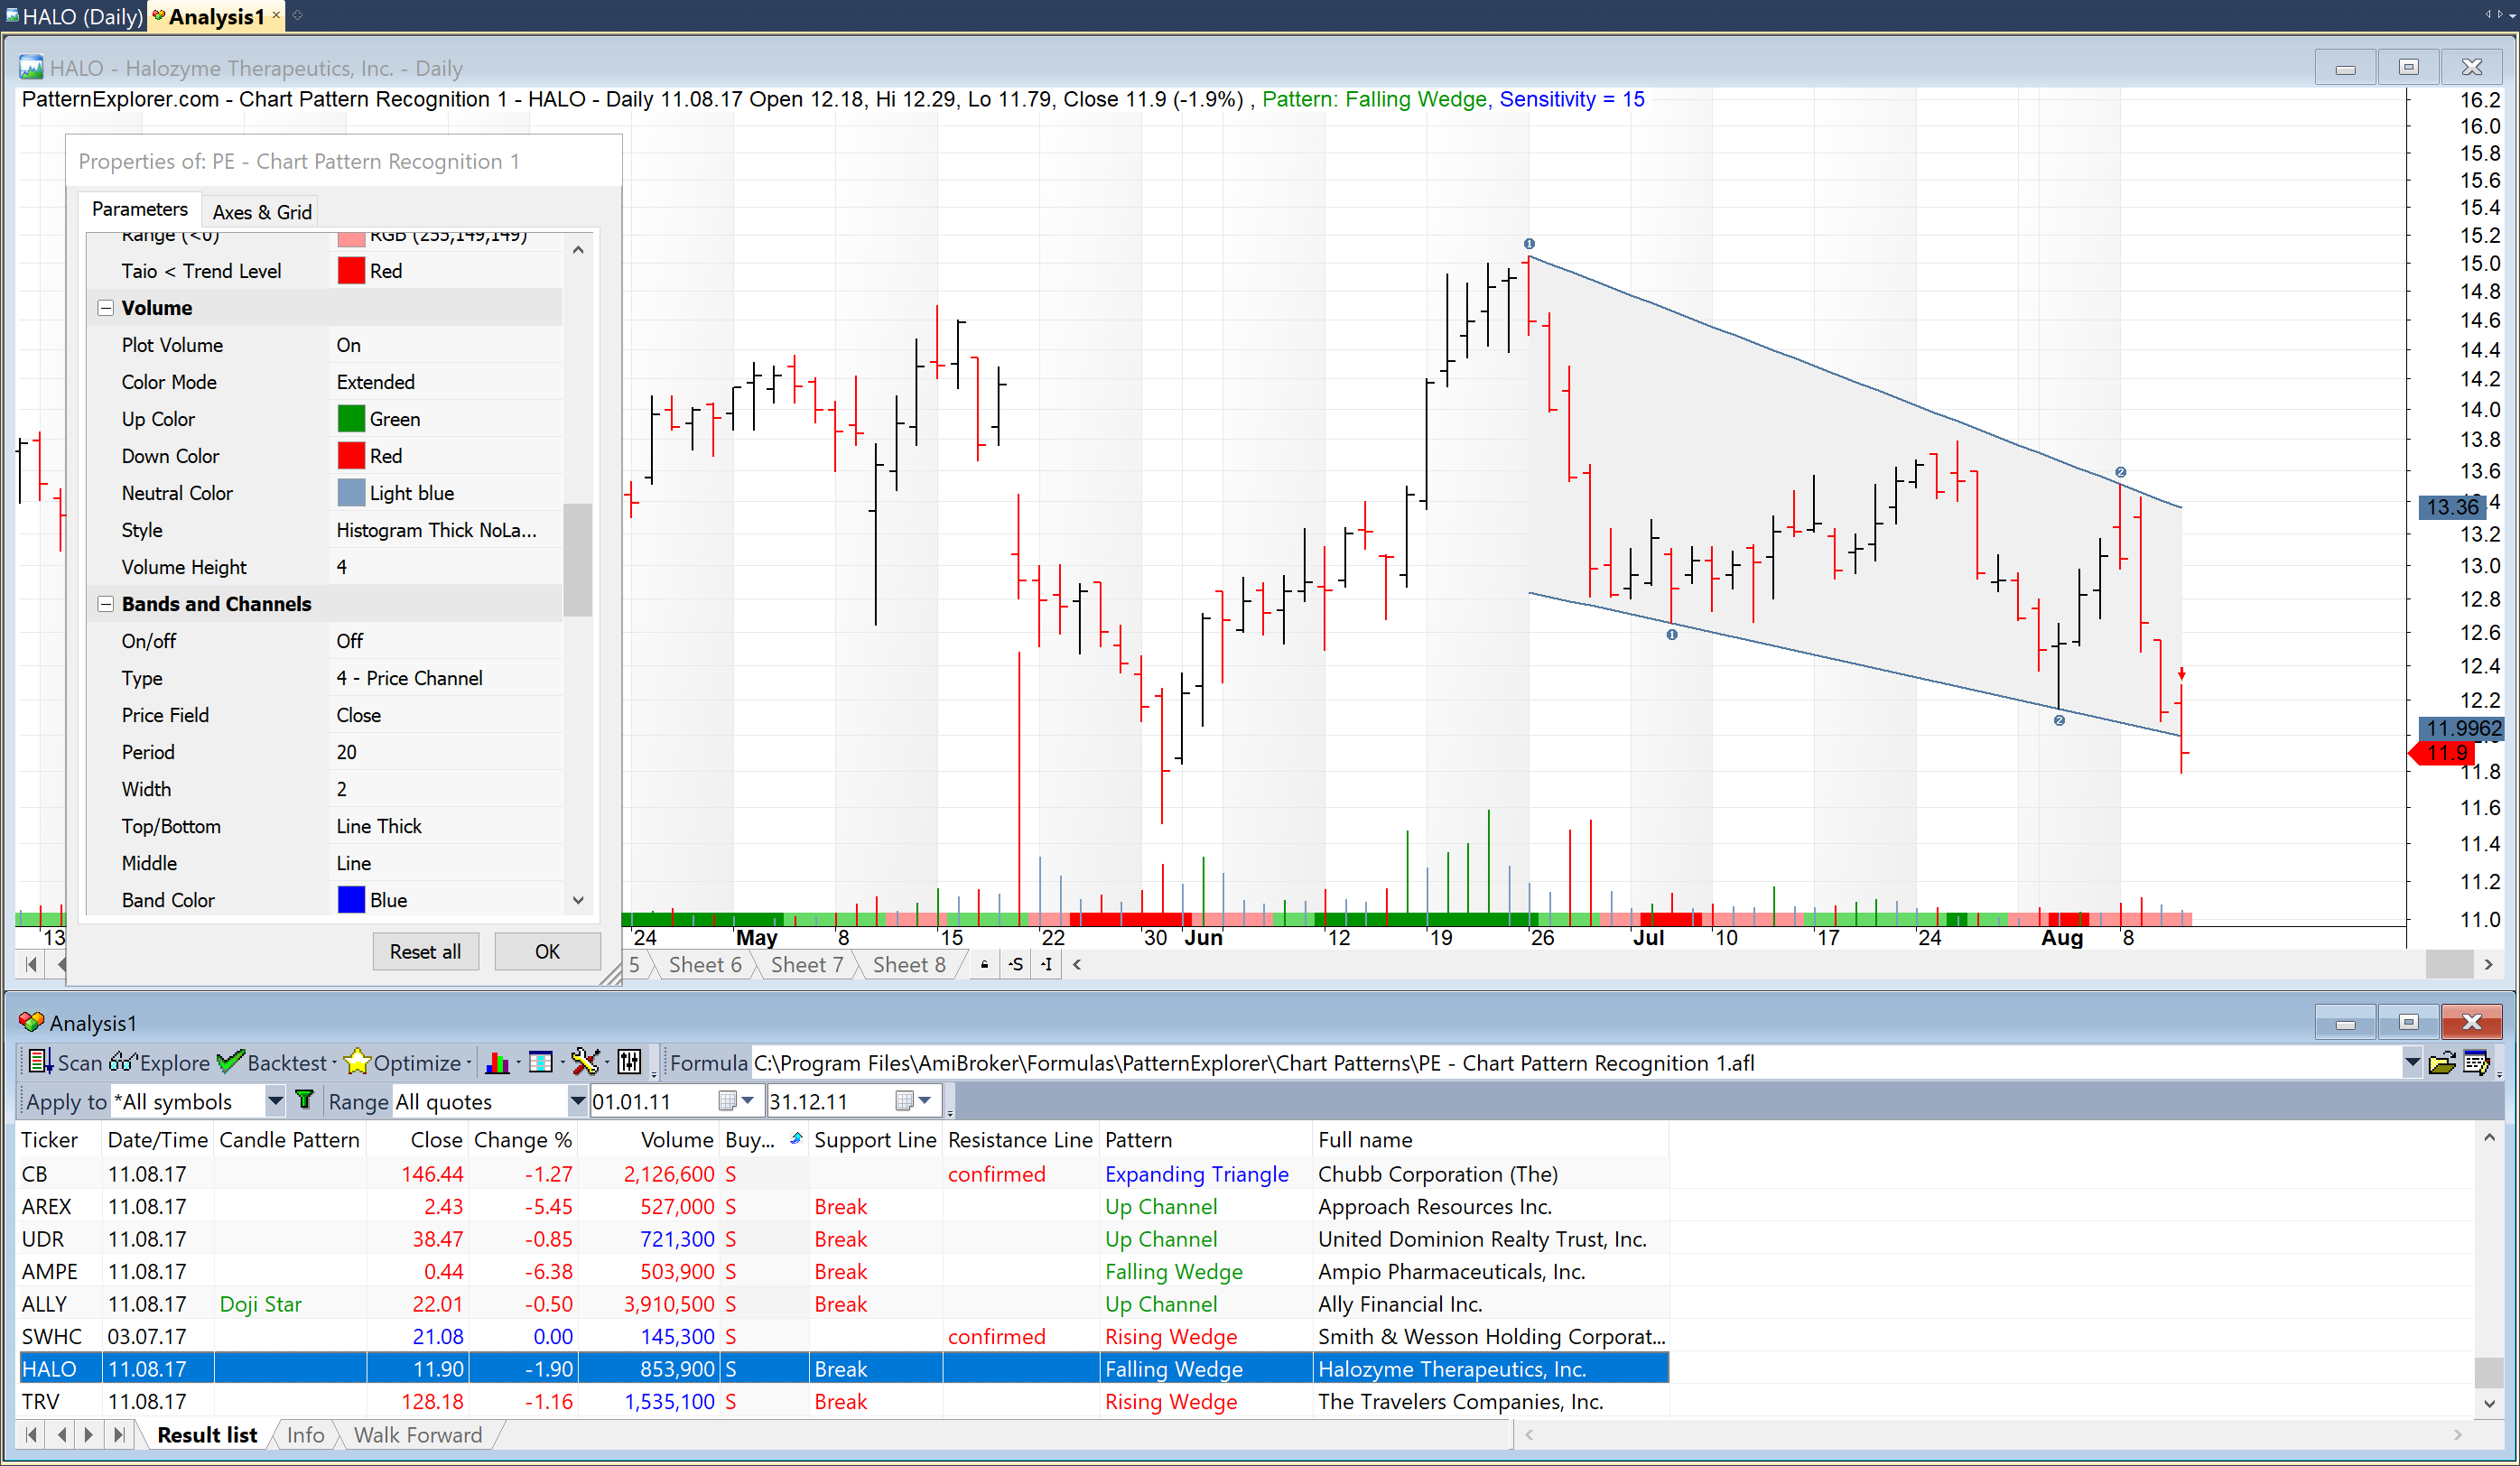 HALO (Daily) Analysis1 ×
HALO - Halozyme Therapeutics, Inc. - Daily
PatternExplorer.com - Chart Pattern Recognition 1 - HALO - Daily 11.08.17 Open 12.18, Hi 12.29, Lo 11.79, Close 11.9 (-1.9%) , Pattern: Falling Wedge, Sensitivity = 15
Properties of: PE - Chart Pattern Recognition 1
Parameters Axes & Grid
Range (<0) RGB (255,149,149)
Taio < Trend Level Red
Volume
Plot Volume On
Color Mode Extended
Up Color Green
Down Color Red
Neutral Color Light blue
Style Histogram Thick NoLa...
Volume Height 4
Bands and Channels
On/off Off
Type 4 - Price Channel
Price Field Close
Period 20
Width 2
Top/Bottom Line Thick
Middle Line
Band Color Blue
Reset all OK
1
2
1
2
16.2
16.0
15.8
15.6
15.4
15.2
15.0
14.8
14.6
14.4
14.2
14.0
13.8
13.6
13.36
13.2
13.0
12.8
12.6
12.4
12.2
11.9962
11.9
11.8
11.6
11.4
11.2
11.0
13 24 May 8 15 22 30 Jun 12 19 26 Jul 10 17 24 Aug 8
5 Sheet 6 Sheet 7 Sheet 8 S I
Analysis1
Scan Explore Backtest Optimize Formula C:\Program Files\AmiBroker\Formulas\PatternExplorer\Chart Patterns\PE - Chart Pattern Recognition 1.afl
Apply to *All symbols Range All quotes 01.01.11 31.12.11
Ticker Date/Time Candle Pattern Close Change % Volume Buy... Support Line Resistance Line Pattern Full name
CB 11.08.17 146.44 -1.27 2,126,600 S confirmed Expanding Triangle Chubb Corporation (The)
AREX 11.08.17 2.43 -5.45 527,000 S Break Up Channel Approach Resources Inc.
UDR 11.08.17 38.47 -0.85 721,300 S Break Up Channel United Dominion Realty Trust, Inc.
AMPE 11.08.17 0.44 -6.38 503,900 S Break Falling Wedge Ampio Pharmaceuticals, Inc.
ALLY 11.08.17 Doji Star 22.01 -0.50 3,910,500 S Break Up Channel Ally Financial Inc.
SWHC 03.07.17 21.08 0.00 145,300 S confirmed Rising Wedge Smith & Wesson Holding Corporat...
HALO 11.08.17 11.90 -1.90 853,900 S Break Falling Wedge Halozyme Therapeutics, Inc.
TRV 11.08.17 128.18 -1.16 1,535,100 S Break Rising Wedge The Travelers Companies, Inc.
Result list Info Walk Forward